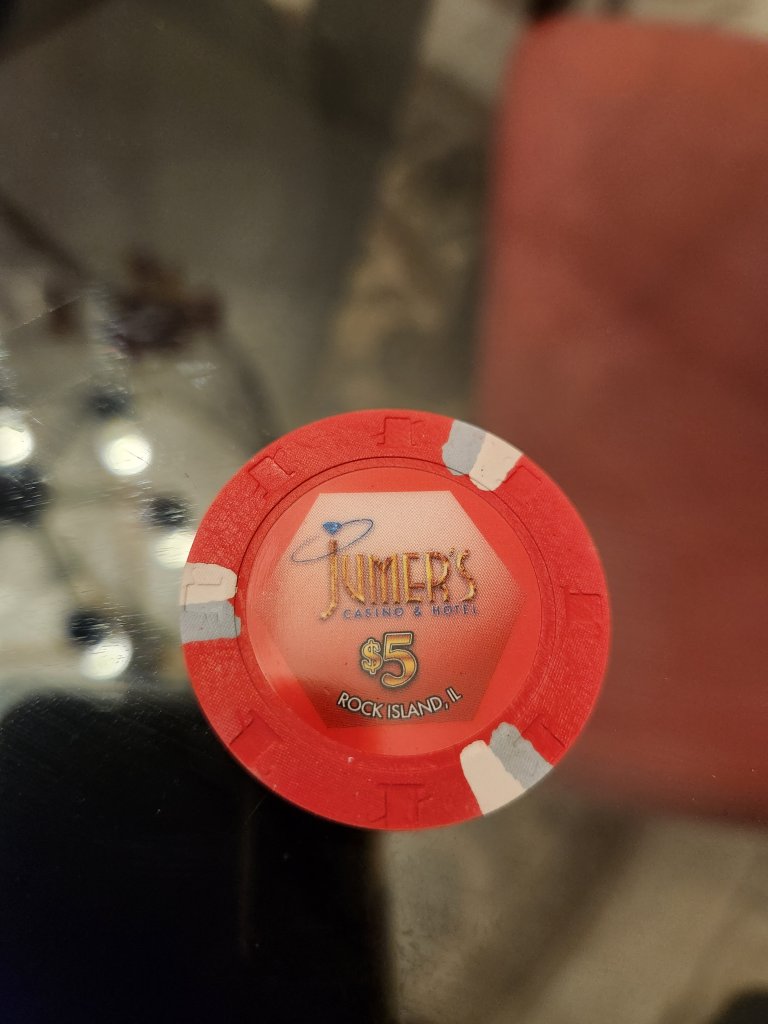 JUMER'S
CASINO & HOTEL
$5
ROCK ISLAND, IL